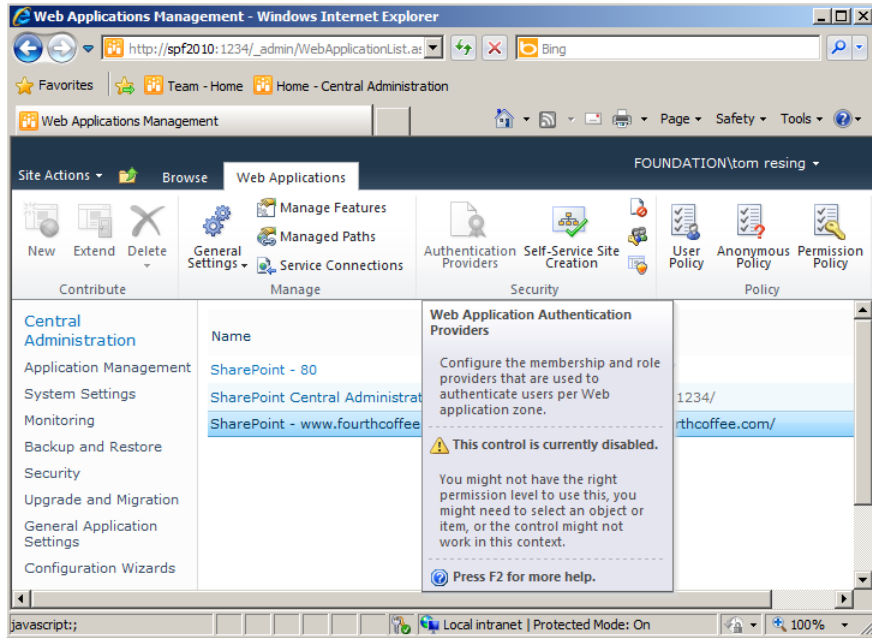 Web Applications Management - Windows Internet Explorer
http://spf2010:1234/_admin/WebApplicationList.as
Bing
Favorites Team - Home Home - Central Administration
Web Applications Management
Page Safety Tools
FOUNDATION\tom resing
Site Actions Browse Web Applications
New Extend Delete
General Settings
Manage Features
Managed Paths
Service Connections
Authentication Providers
Self-Service Site Creation
User Policy
Anonymous Policy
Permission Policy
Contribute Manage Security Policy
Central
Administration
Application Management
System Settings
Monitoring
Backup and Restore
Security
Upgrade and Migration
General Application
Settings
Configuration Wizards
Name
SharePoint - 80
SharePoint Central Administrat 1234/
SharePoint - www.fourthcoffee rthcoffee.com/
Web Application Authentication
Providers
Configure the membership and role
providers that are used to
authenticate users per Web
application zone.
This control is currently disabled.
You might not have the right
permission level to use this, you
might need to select an object or
item, or the control might not
work in this context.
Press F2 for more help.
javascript:; Local intranet | Protected Mode: On 100%